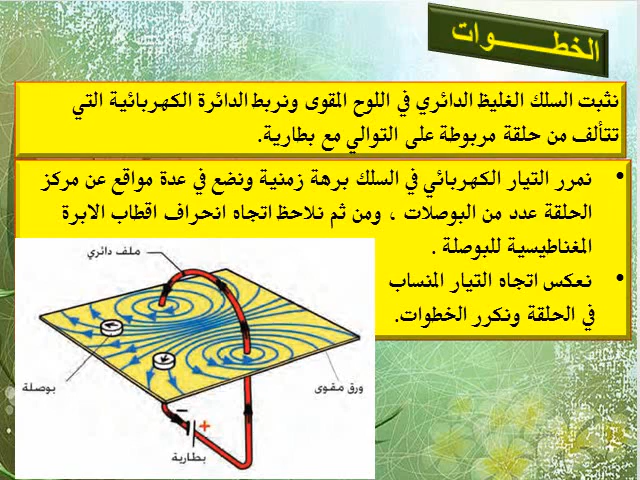 الخطـــــوات
نثبت السلك الغليظ الدائري في اللوح المقوى ونربط الدائرة الكهربائية التي
تتألف من حلقة مربوطة على التوالي مع بطارية.
• نمرر التيار الكهربائي في السلك برهة زمنية ونضع في عدة مواقع عن مركز
الحلقة عدد من البوصلات ، ومن ثم نلاحظ اتجاه انحراف اقطاب الابرة
المغناطيسية للبوصلة .
• نعكس اتجاه التيار المنساب
في الحلقة ونكرر الخطوات.
ملف دائري
بوصلة
ورق مقوى
− +
بطارية